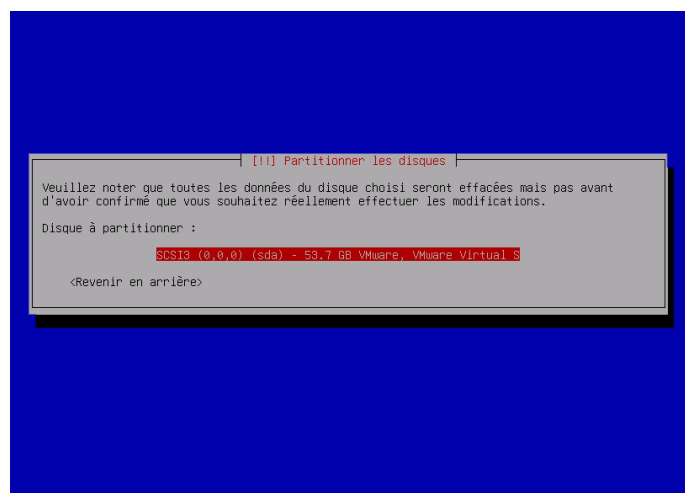 [!!] Partitionner les disques
Veuillez noter que toutes les données du disque choisi seront effacées mais pas avant
d'avoir confirmé que vous souhaitez réellement effectuer les modifications.
Disque à partitionner :
SCSI3 (0,0,0) (sda) - 53.7 GB VMware, VMware Virtual S
<Revenir en arrière>